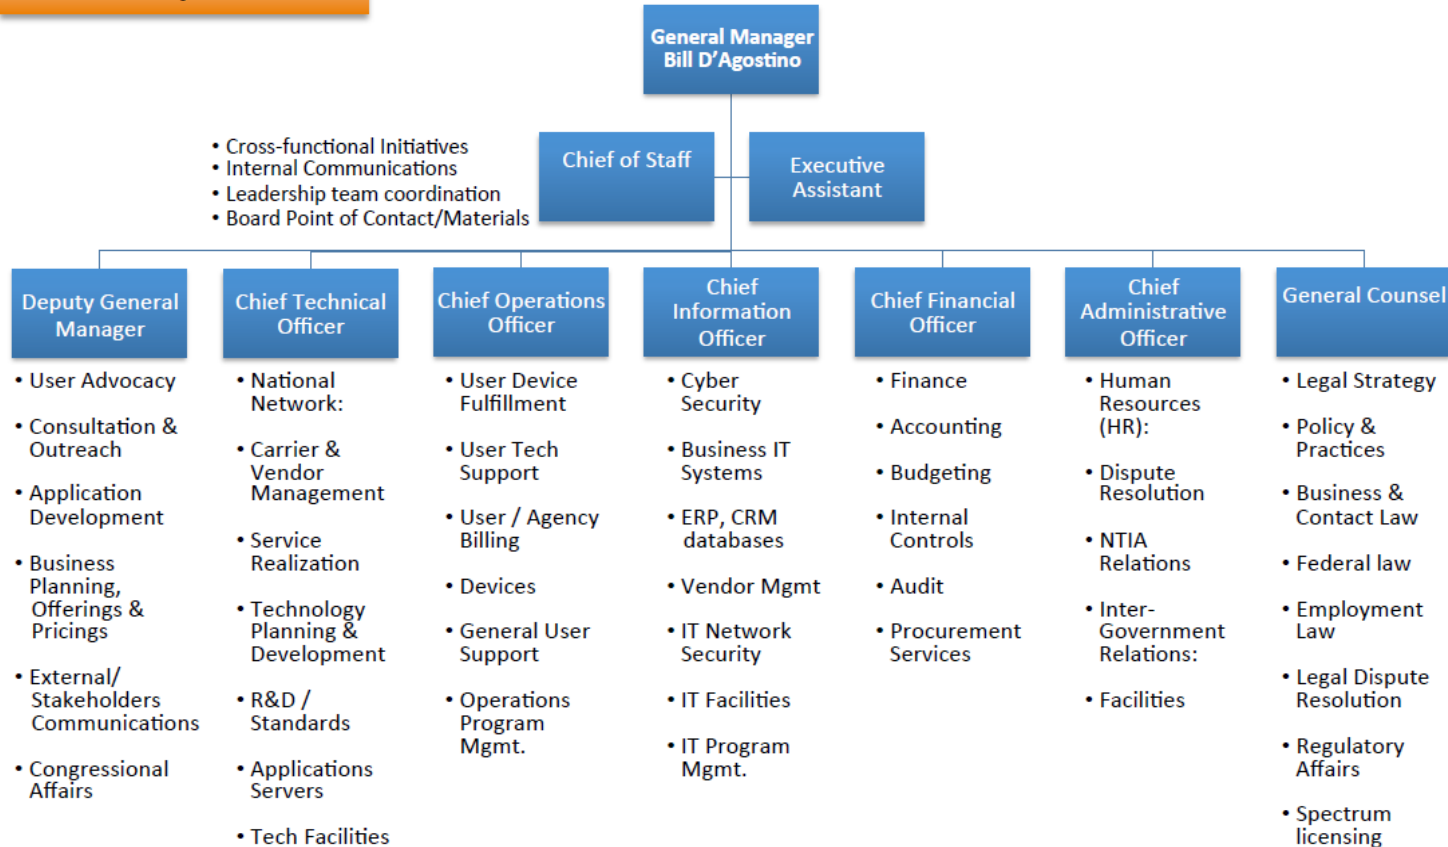 General Manager
Bill D’Agostino
• Cross-functional Initiatives
• Internal Communications
• Leadership team coordination
• Board Point of Contact/Materials
Chief of Staff
Executive
Assistant
Deputy General
Manager
• User Advocacy
• Consultation &
Outreach
• Application
Development
• Business
Planning,
Offerings &
Pricings
• External/
Stakeholders
Communications
• Congressional
Affairs
Chief Technical
Officer
• National
Network:
• Carrier &
Vendor
Management
• Service
Realization
• Technology
Planning &
Development
• R&D /
Standards
• Applications
Servers
• Tech Facilities
Chief Operations
Officer
• User Device
Fulfillment
• User Tech
Support
• User / Agency
Billing
• Devices
• General User
Support
• Operations
Program
Mgmt.
Chief
Information
Officer
• Cyber
Security
• Business IT
Systems
• ERP, CRM
databases
• Vendor Mgmt
• IT Network
Security
• IT Facilities
• IT Program
Mgmt.
Chief Financial
Officer
• Finance
• Accounting
• Budgeting
• Internal
Controls
• Audit
• Procurement
Services
Chief
Administrative
Officer
• Human
Resources
(HR):
• Dispute
Resolution
• NTIA
Relations
• Inter-
Government
Relations:
• Facilities
General Counsel
• Legal Strategy
• Policy &
Practices
• Business &
Contact Law
• Federal law
• Employment
Law
• Legal Dispute
Resolution
• Regulatory
Affairs
• Spectrum
licensing